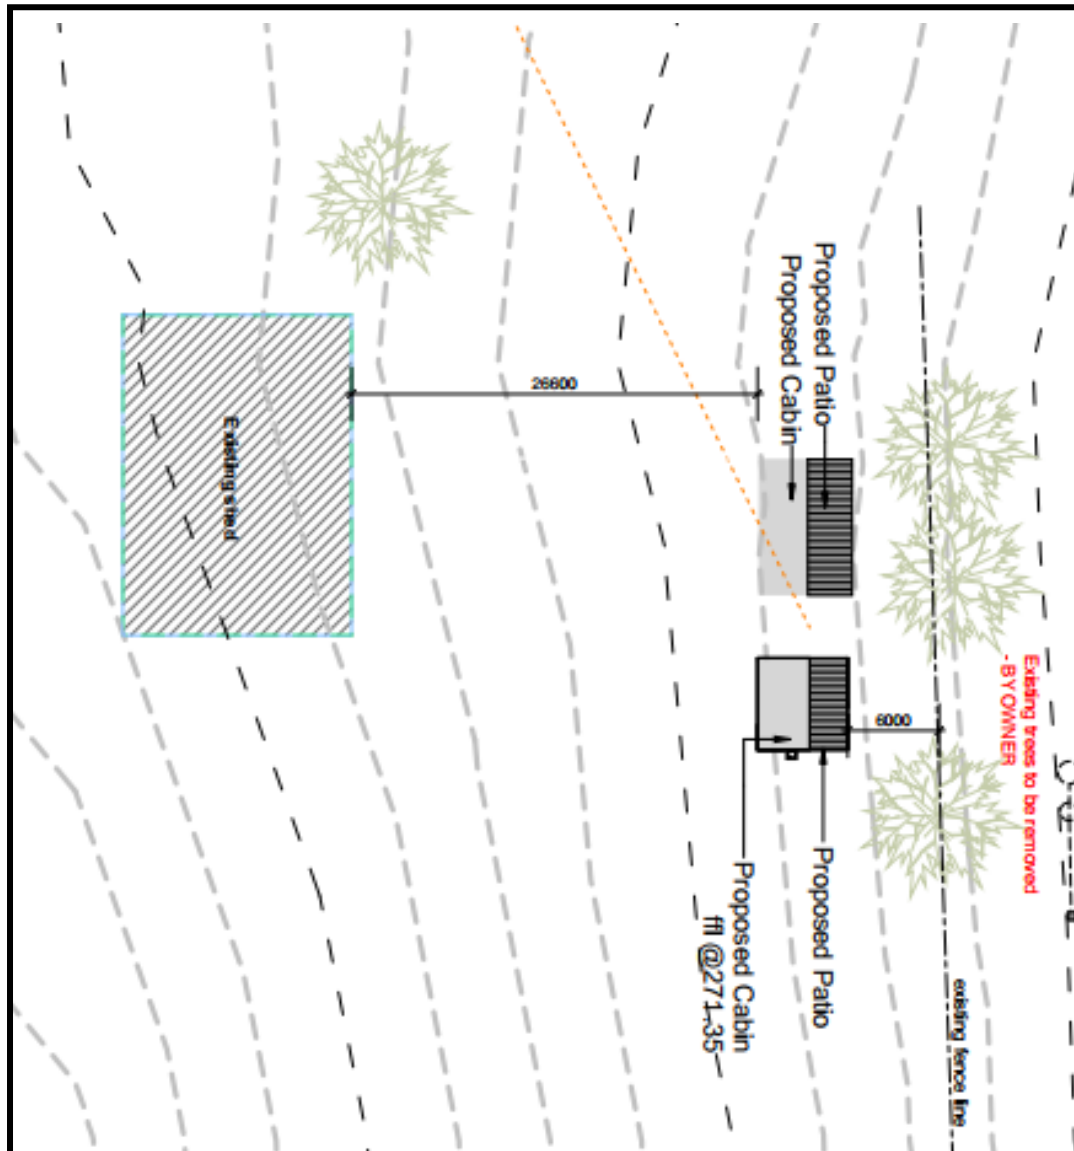 Proposed Patio
Proposed Cabin
26600
Existing shed
6000
Existing trees to be removed
- BY OWNER
Proposed Patio
Proposed Cabin
ffl @271.35
existing fence line